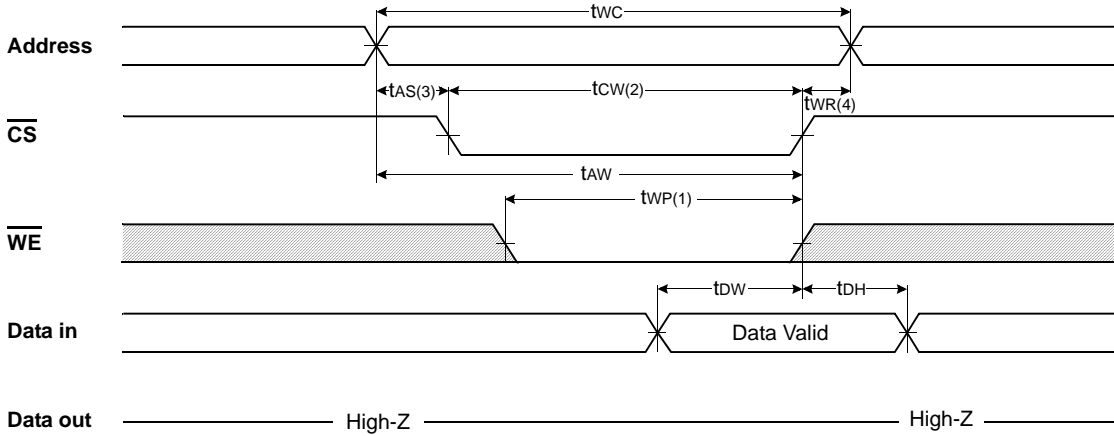 tWC
Address
tAS(3)
tCW(2)
tWR(4)
CS
tAW
tWP(1)
WE
tDW
tDH
Data in
Data Valid
Data out
High-Z
High-Z